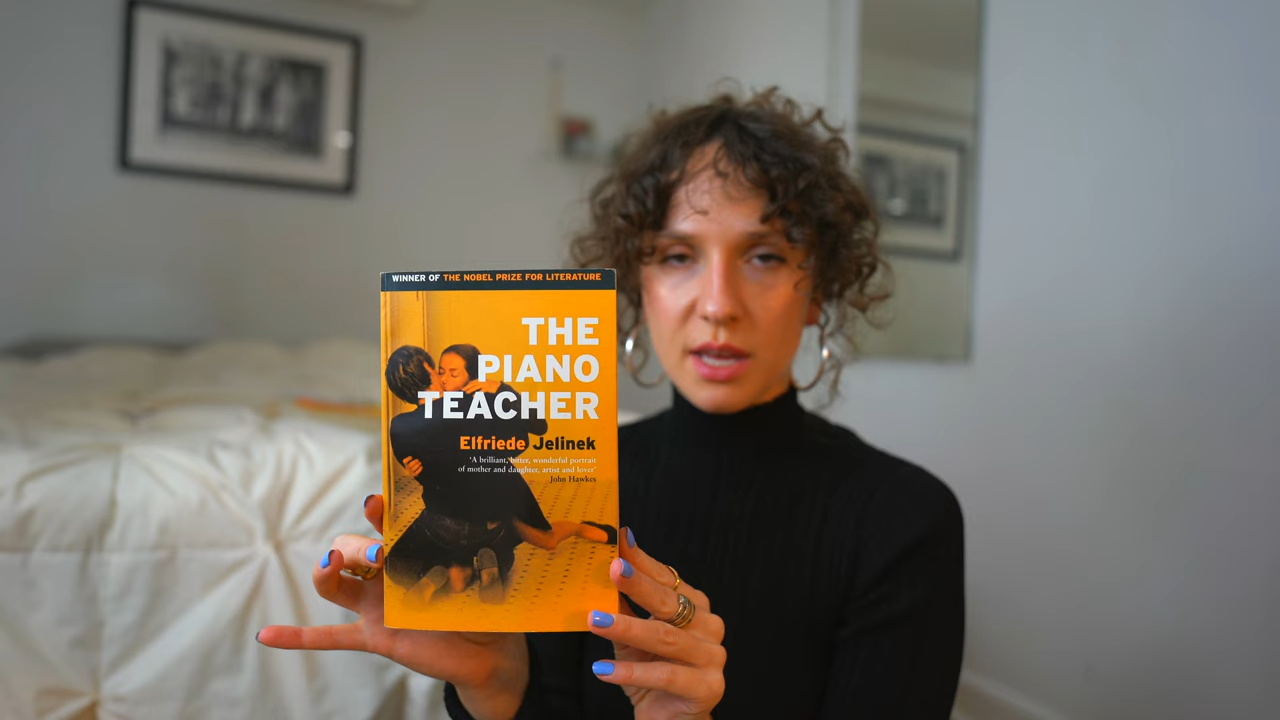 WINNER OF THE NOBEL PRIZE FOR LITERATURE
THE
PIANO
TEACHER
Elfriede Jelinek
‘A brilliant, bitter, wonderful portrait
of mother and daughter, artist and lover’
John Hawkes